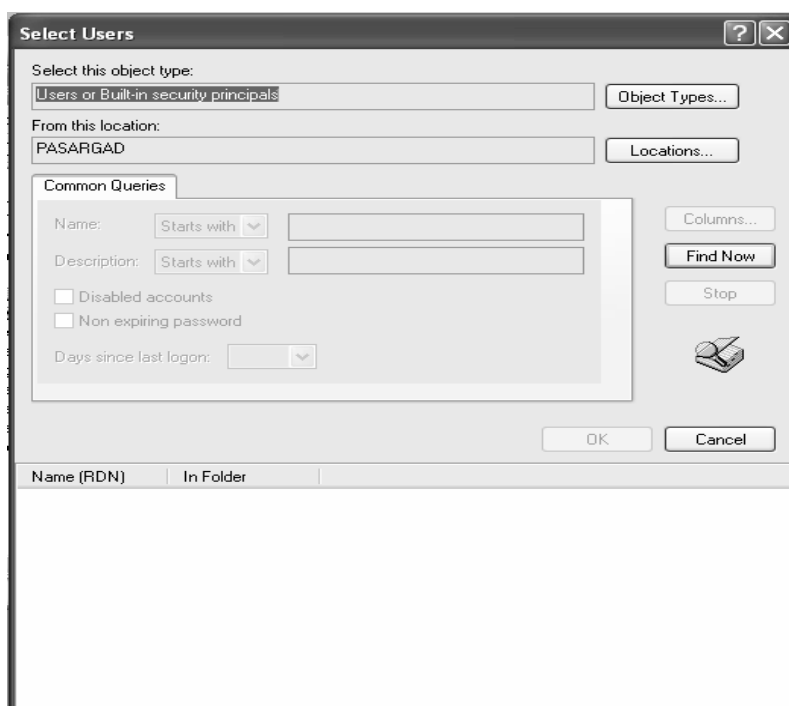 Select Users
Select this object type:
Users or Built-in security principals
Object Types...
From this location:
PASARGAD
Locations...
Common Queries
Name: Starts with
Columns...
Description: Starts with
Find Now
Disabled accounts
Stop
Non expiring password
Days since last logon:
OK Cancel
Name (RDN) In Folder